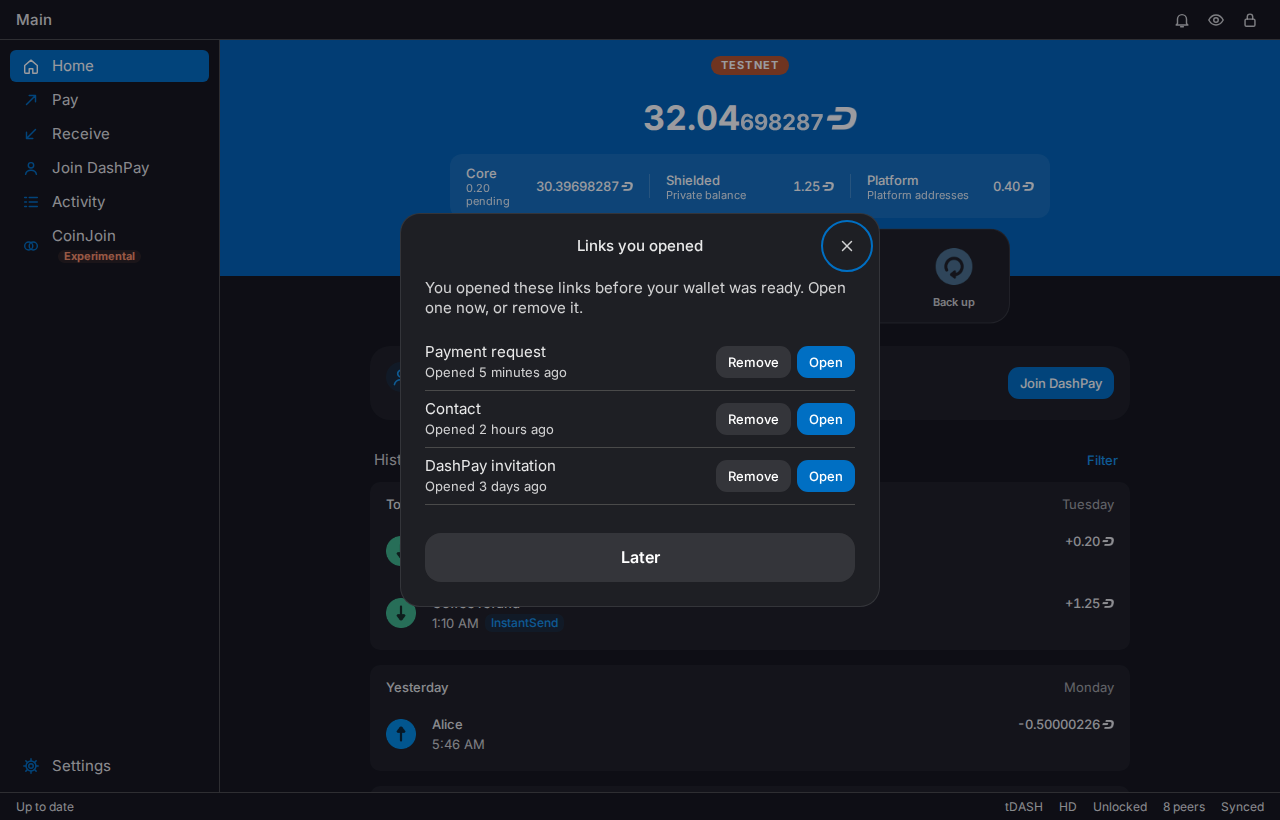 Main
Home
Pay
Receive
Join DashPay
Activity
CoinJoin
Experimental
Settings
TESTNET
32.04698287
Core
0.20
pending
30.39698287
Shielded
Private balance
1.25
Platform
Platform addresses
0.40
Back up
Links you opened
You opened these links before your wallet was ready. Open
one now, or remove it.
Payment request
Opened 5 minutes ago
Remove
Open
Contact
Opened 2 hours ago
Remove
Open
DashPay invitation
Opened 3 days ago
Remove
Open
Later
Join DashPay
Filter
Tuesday
+0.20
+1.25
1:10 AM
InstantSend
Yesterday
Monday
Alice
5:46 AM
-0.50000226
Up to date
tDASH
HD
Unlocked
8 peers
Synced